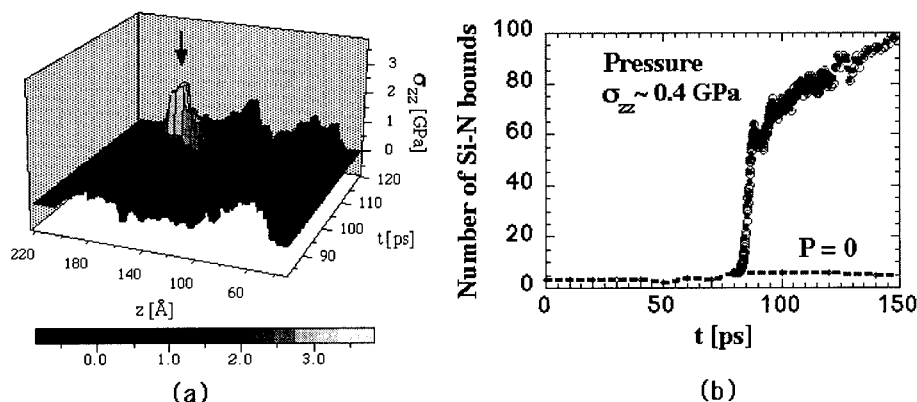 3
2
1
0
σzz [GPa]
120
110
100
90
t[ps]
220
180
140
100
60
z [Å]
0.0 1.0 2.0 3.0
(a)
Number of Si-N bounds
100
80
60
40
20
0
Pressure
σzz ~ 0.4 GPa
P = 0
0 50 100 150
t [ps]
(b)